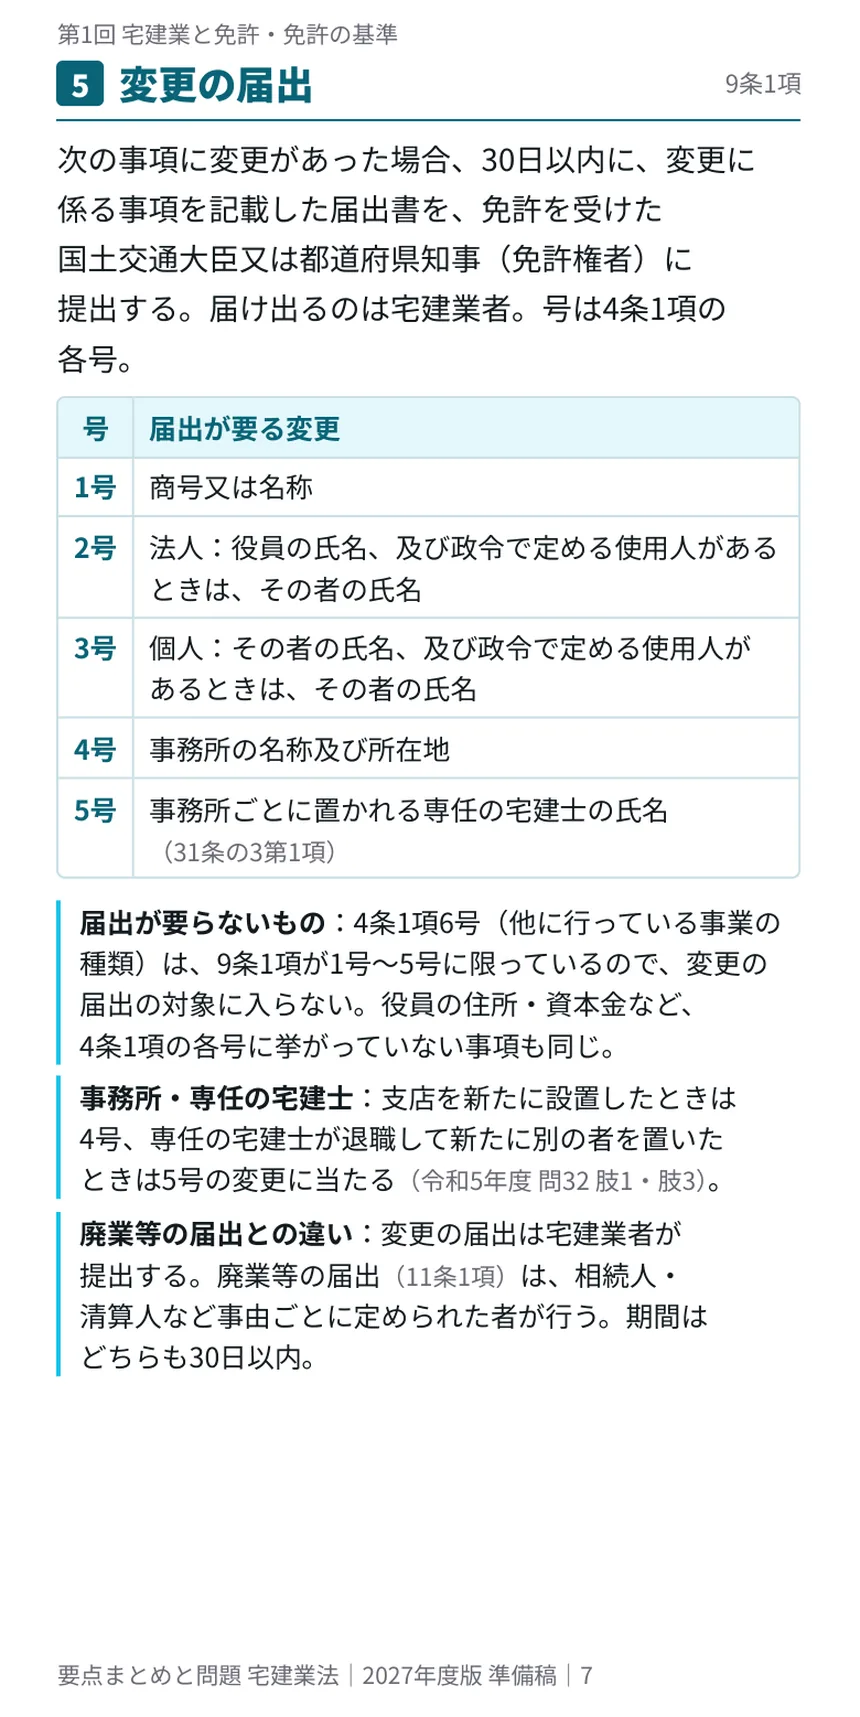 第1回 宅建業と免許・免許の基準
5 変更の届出
9条1項
次の事項に変更があった場合、30日以内に、変更に
係る事項を記載した届出書を、免許を受けた
国土交通大臣又は都道府県知事（免許権者）に
提出する。届け出るのは宅建業者。号は4条1項の
各号。
号 届出が要る変更
1号 商号又は名称
2号 法人：役員の氏名、及び政令で定める使用人がある
ときは、その者の氏名
3号 個人：その者の氏名、及び政令で定める使用人が
あるときは、その者の氏名
4号 事務所の名称及び所在地
5号 事務所ごとに置かれる専任の宅建士の氏名
（31条の3第1項）
届出が要らないもの：4条1項6号（他に行っている事業の
種類）は、9条1項が1号〜5号に限っているので、変更の
届出の対象に入らない。役員の住所・資本金など、
4条1項の各号に挙がっていない事項も同じ。
事務所・専任の宅建士：支店を新たに設置したときは
4号、専任の宅建士が退職して新たに別の者を置いた
ときは5号の変更に当たる（令和5年度 問32 肢1・肢3）。
廃業等の届出との違い：変更の届出は宅建業者が
提出する。廃業等の届出（11条1項）は、相続人・
清算人など事由ごとに定められた者が行う。期間は
どちらも30日以内。
要点まとめと問題 宅建業法｜2027年度版 準備稿｜7